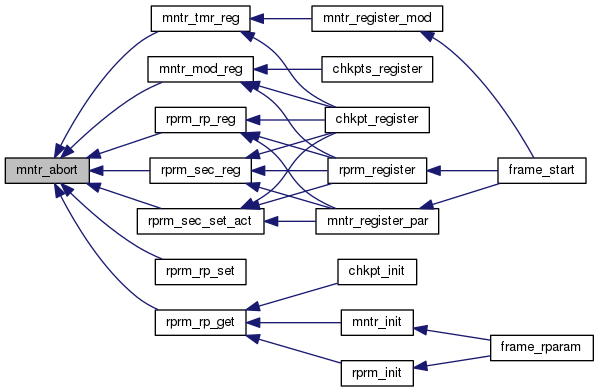 mntr_tmr_reg
mntr_register_mod
mntr_mod_reg
chkpts_register
rprm_rp_reg
chkpt_register
mntr_abort
rprm_sec_reg
rprm_register
frame_start
rprm_sec_set_act
mntr_register_par
rprm_rp_set
chkpt_init
rprm_rp_get
mntr_init
frame_rparam
rprm_init